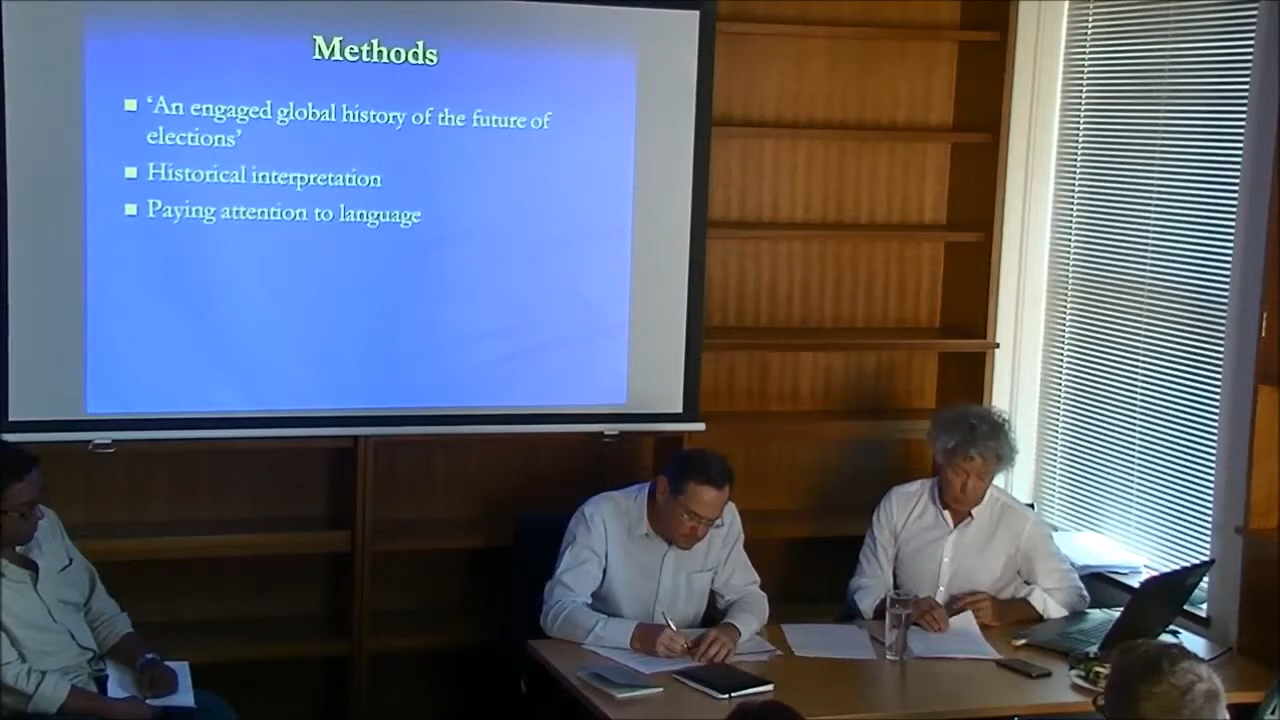 Methods
‘An engaged global history of the future of
elections’
Historical interpretation
Paying attention to language